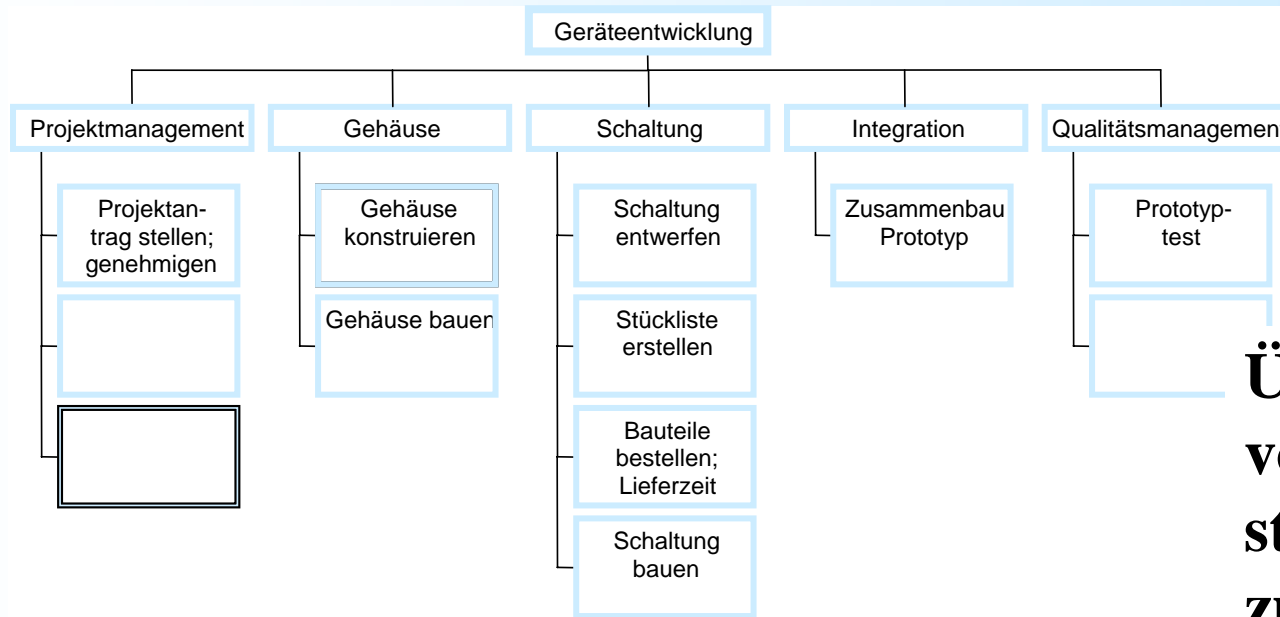 Geräteentwicklung
Projektmanagement
Gehäuse
Schaltung
Integration
Qualitätsmanagemen
Projektan-
trag stellen;
genehmigen
Gehäuse
konstruieren
Gehäuse bauen
Schaltung
entwerfen
Stückliste
erstellen
Bauteile
bestellen;
Lieferzeit
Schaltung
bauen
Zusammenbau
Prototyp
Prototyp-
test